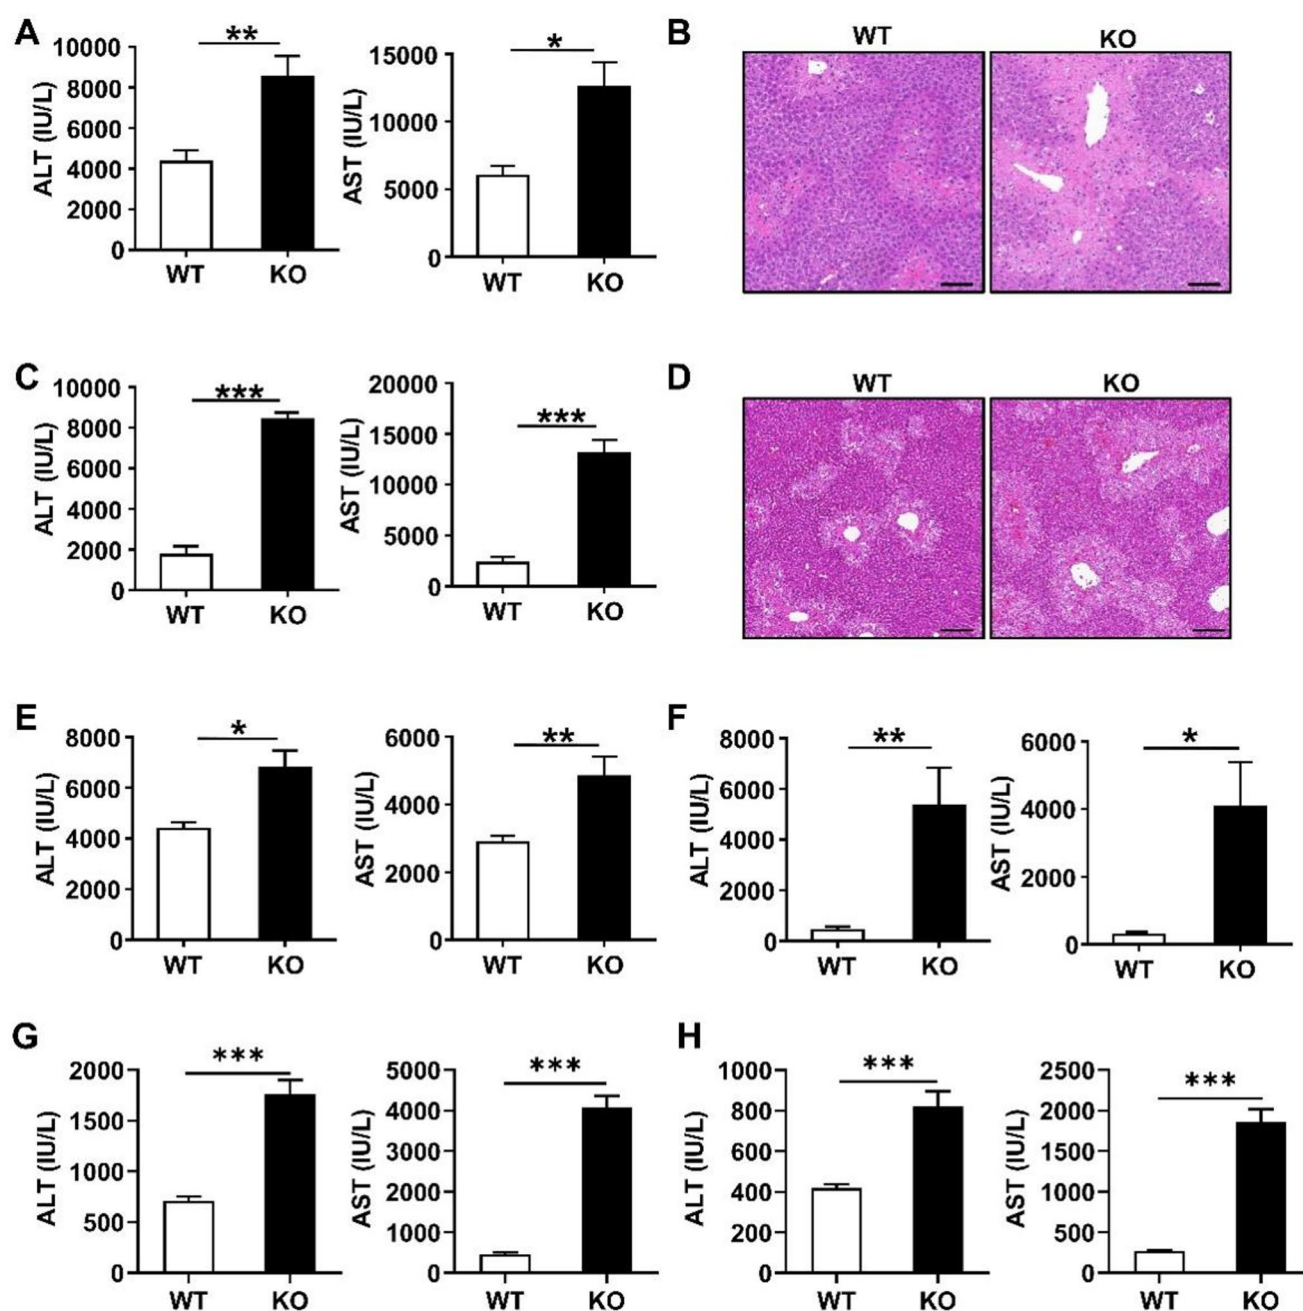 A
ALT (IU/L)
10000
8000
6000
4000
2000
0
**
WT KO
AST (IU/L)
15000
10000
5000
0
*
WT KO
B
WT KO
C
ALT (IU/L)
10000
8000
6000
4000
2000
0
***
WT KO
AST (IU/L)
20000
15000
10000
5000
0
***
WT KO
D
WT KO
E
ALT (IU/L)
8000
6000
4000
2000
0
*
WT KO
AST (IU/L)
6000
4000
2000
0
**
WT KO
F
ALT (IU/L)
8000
6000
4000
2000
0
**
WT KO
AST (IU/L)
6000
4000
2000
0
*
WT KO
G
ALT (IU/L)
2000
1500
1000
500
0
***
WT KO
AST (IU/L)
5000
4000
3000
2000
1000
0
***
WT KO
H
ALT (IU/L)
1000
800
600
400
200
0
***
WT KO
AST (IU/L)
2500
2000
1500
1000
500
0
***
WT KO